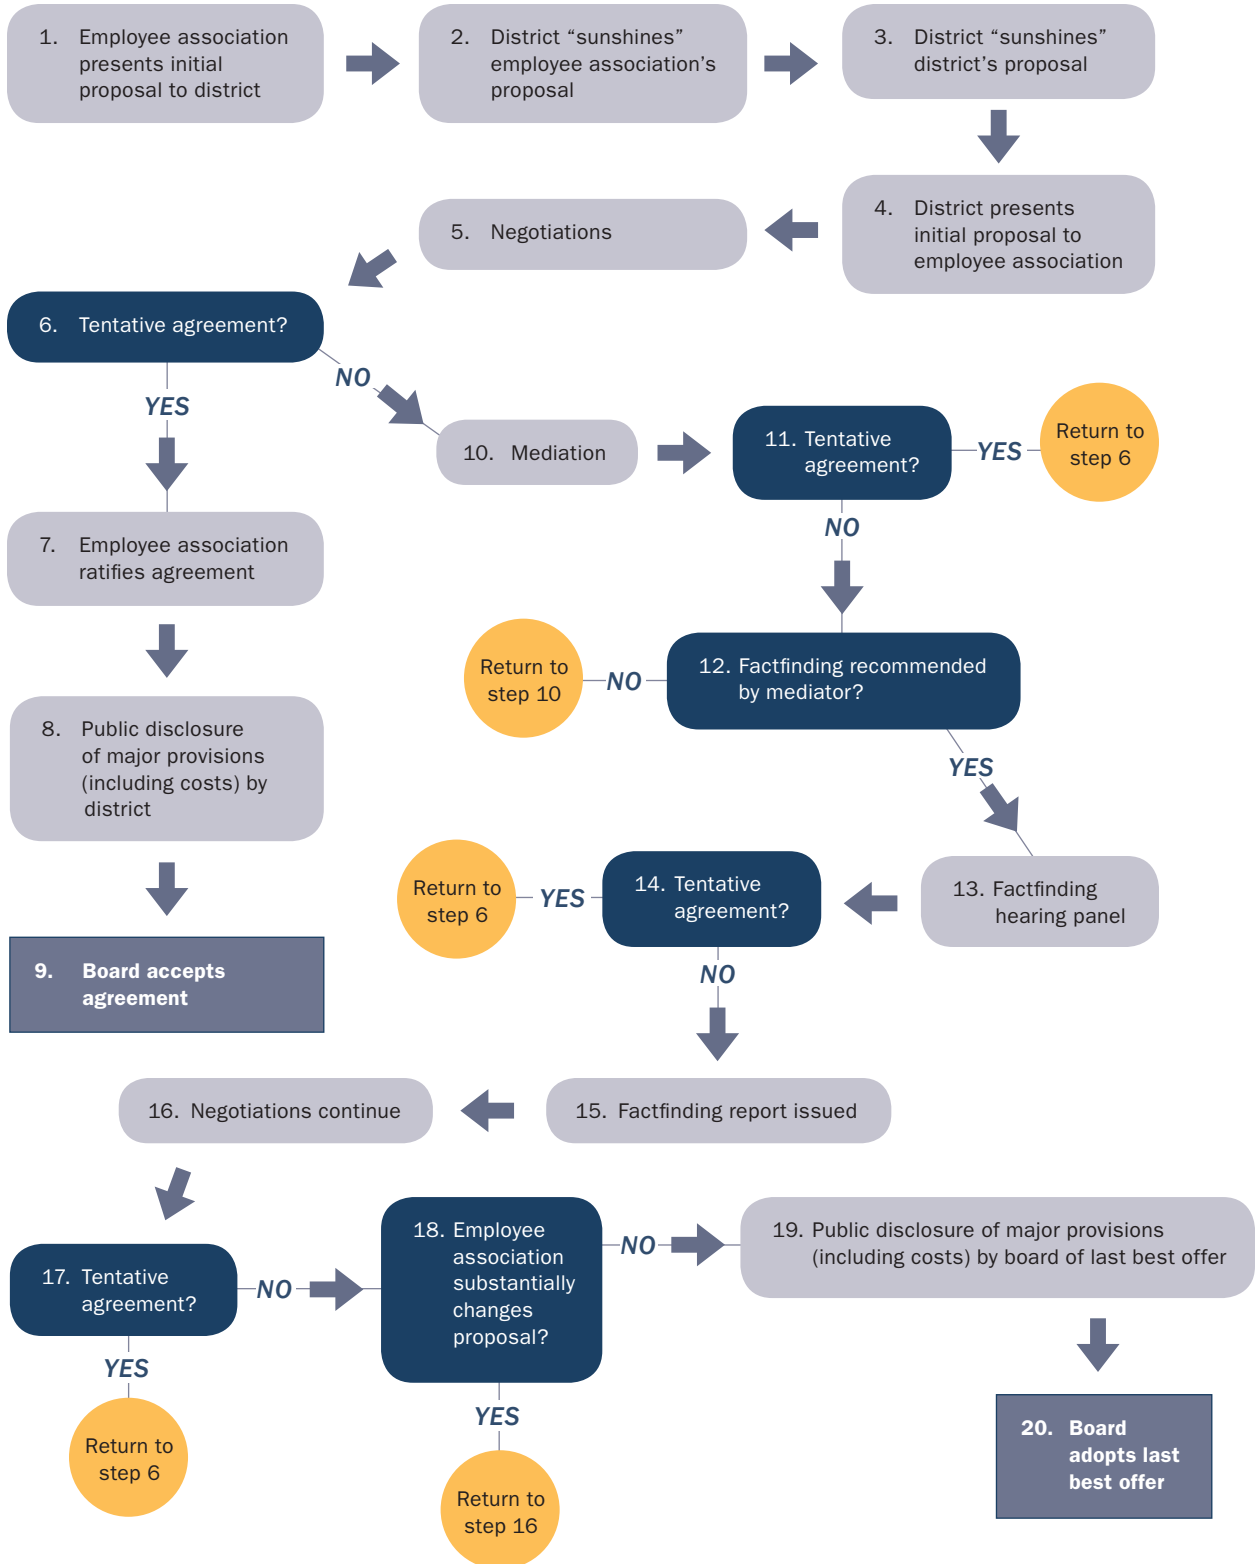 1. Employee association
presents initial
proposal to district
2. District “sunshines”
employee association’s
proposal
3. District “sunshines”
district’s proposal
4. District presents
initial proposal to
employee association
5. Negotiations
6. Tentative agreement?
YES
NO
7. Employee association
ratifies agreement
8. Public disclosure
of major provisions
(including costs) by
district
9. Board accepts
agreement
10. Mediation
11. Tentative
agreement?
YES
Return to
step 6
NO
12. Factfinding recommended
by mediator?
NO
Return to
step 10
YES
13. Factfinding
hearing panel
14. Tentative
agreement?
YES
Return to
step 6
NO
15. Factfinding report issued
16. Negotiations continue
17. Tentative
agreement?
YES
Return to
step 6
NO
18. Employee
association
substantially
changes
proposal?
YES
Return to
step 16
NO
19. Public disclosure of major provisions
(including costs) by board of last best offer
20. Board
adopts last
best offer